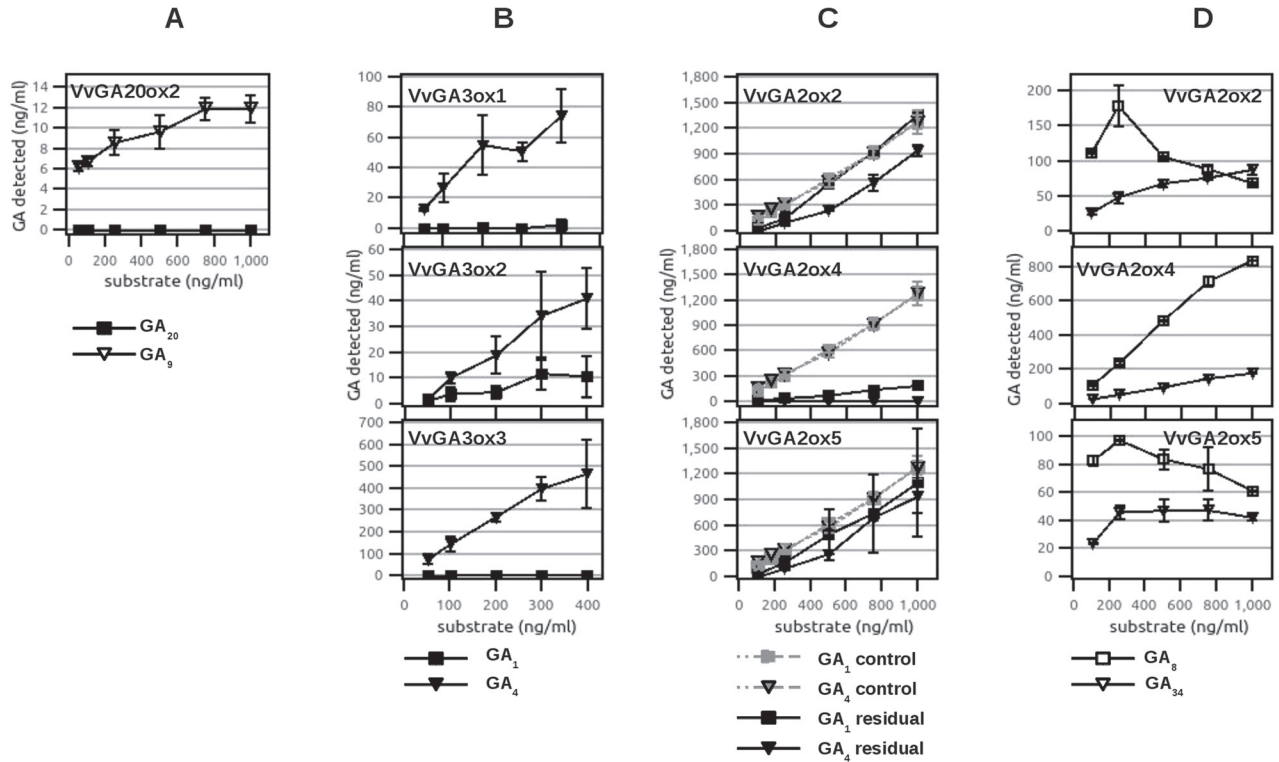 A
B
C
D
VvGA20ox2
GA detected (ng/ml)
14
12
10
8
6
4
2
0
0 200 400 600 800 1,000
substrate (ng/ml)
GA20
GA9
VvGA3ox1
100
80
60
40
20
0
VvGA3ox2
GA detected (ng/ml)
60
50
40
30
20
10
0
VvGA3ox3
700
600
500
400
300
200
100
0
0 100 200 300 400
substrate (ng/ml)
GA1
GA4
VvGA2ox2
1,800
1,500
1,200
900
600
300
0
VvGA2ox4
GA detected (ng/ml)
1,800
1,500
1,200
900
600
300
0
VvGA2ox5
1,800
1,500
1,200
900
600
300
0
0 200 400 600 800 1,000
substrate (ng/ml)
GA1 control
GA4 control
GA1 residual
GA4 residual
VvGA2ox2
200
150
100
50
0
VvGA2ox4
GA detected (ng/ml)
800
600
400
200
0
VvGA2ox5
100
80
60
40
20
0
0 200 400 600 800 1,000
substrate (ng/ml)
GA8
GA34